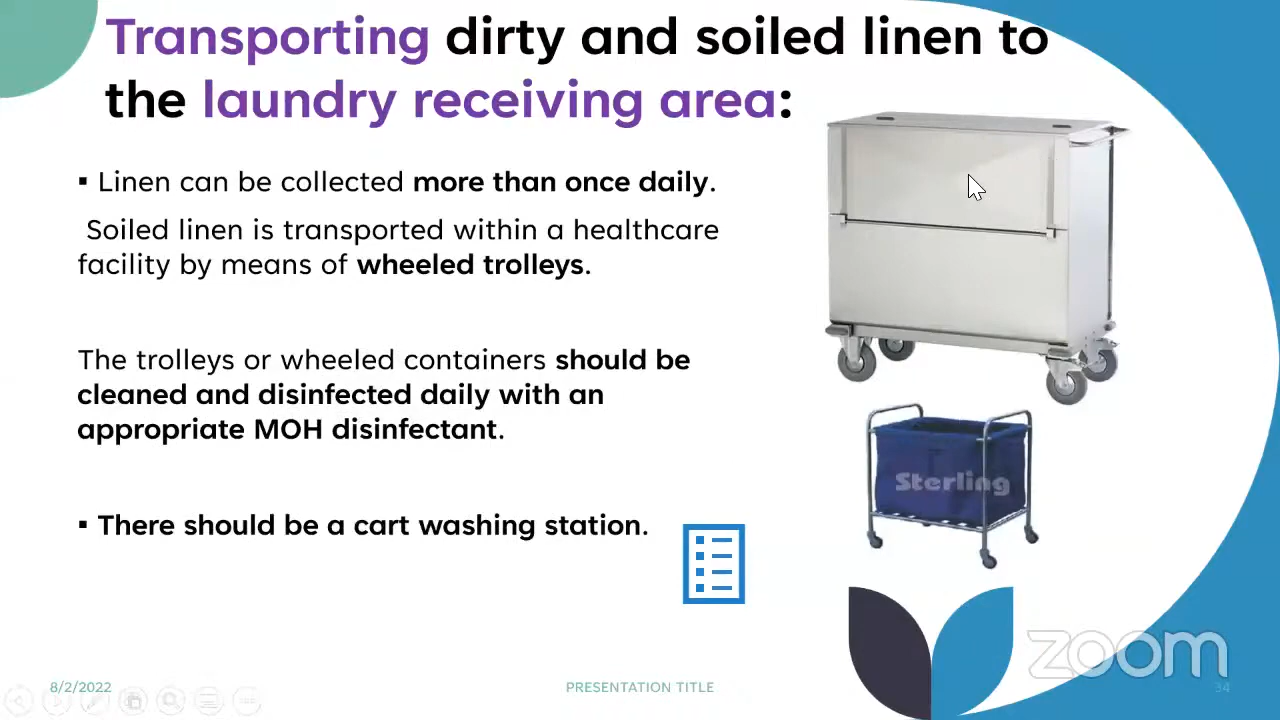 Transporting dirty and soiled linen to
the laundry receiving area:
▪ Linen can be collected more than once daily.
Soiled linen is transported within a healthcare
facility by means of wheeled trolleys.
The trolleys or wheeled containers should be
cleaned and disinfected daily with an
appropriate MOH disinfectant.
▪ There should be a cart washing station.
Sterling
zoom
8/2/2022
PRESENTATION TITLE
34